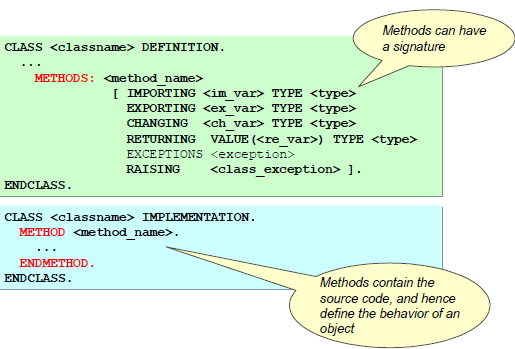 Methods can have
a signature
CLASS <classname> DEFINITION.
...
METHODS: <method_name>
[ IMPORTING <im_var> TYPE <type>
EXPORTING <ex_var> TYPE <type>
CHANGING <ch_var> TYPE <type>
RETURNING VALUE(<re_var>) TYPE <type>
EXCEPTIONS <exception>
RAISING <class_exception> ].
ENDCLASS.
CLASS <classname> IMPLEMENTATION.
METHOD <method_name>.
...
ENDMETHOD.
ENDCLASS.
Methods contain the
source code, and hence
define the behavior of an
object